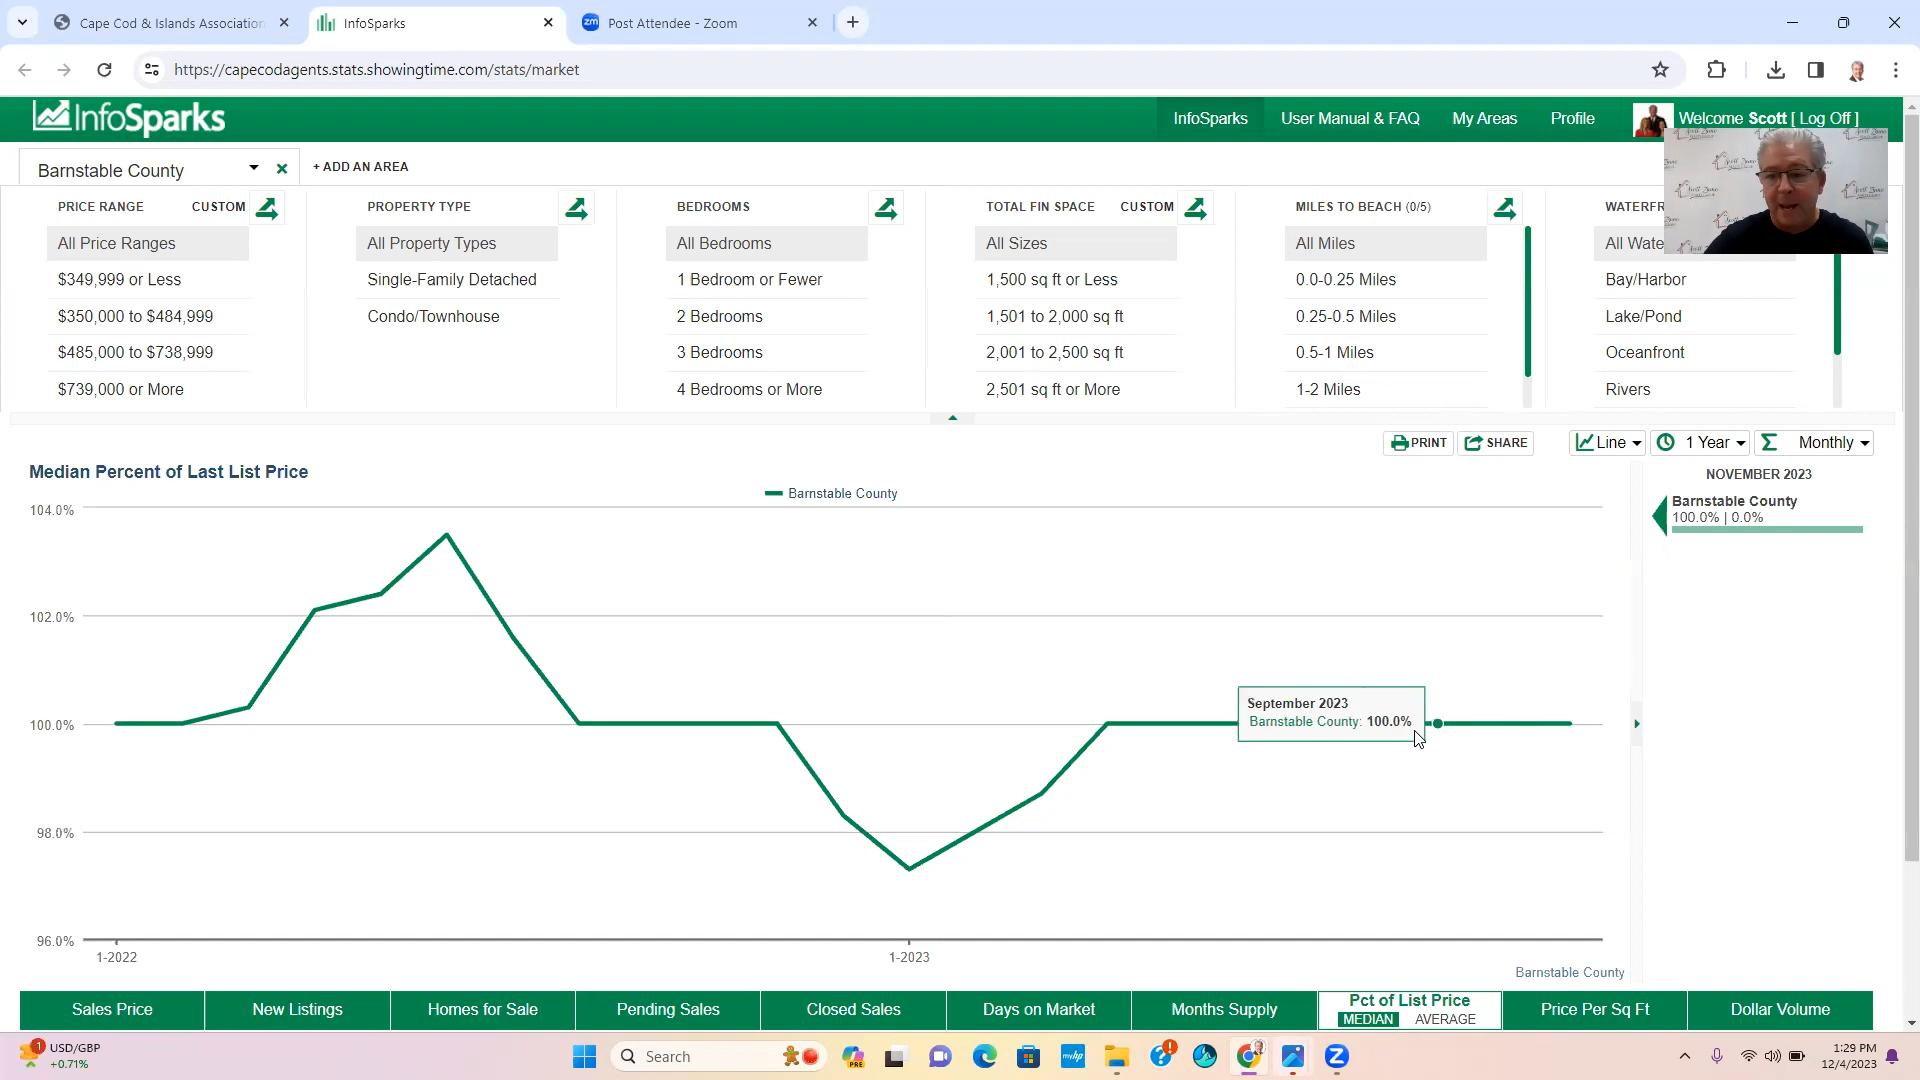 Cape Cod & Islands Association
InfoSparks
zm Post Attendee - Zoom
https://capecodagents.stats.showingtime.com/stats/market
InfoSparks
InfoSparks
User Manual & FAQ
My Areas
Profile
Welcome Scott [ Log Off ]
Barnstable County
+ ADD AN AREA
PRICE RANGE CUSTOM
All Price Ranges
$349,999 or Less
$350,000 to $484,999
$485,000 to $738,999
$739,000 or More
PROPERTY TYPE
All Property Types
Single-Family Detached
Condo/Townhouse
BEDROOMS
All Bedrooms
1 Bedroom or Fewer
2 Bedrooms
3 Bedrooms
4 Bedrooms or More
TOTAL FIN SPACE CUSTOM
All Sizes
1,500 sq ft or Less
1,501 to 2,000 sq ft
2,001 to 2,500 sq ft
2,501 sq ft or More
MILES TO BEACH (0/5)
All Miles
0.0-0.25 Miles
0.25-0.5 Miles
0.5-1 Miles
1-2 Miles
WATERF
All Wate
Bay/Harbor
Lake/Pond
Oceanfront
Rivers
PRINT
SHARE
Line
1 Year
Monthly
Median Percent of Last List Price
Barnstable County
NOVEMBER 2023
Barnstable County
100.0% | 0.0%
104.0%
102.0%
100.0%
98.0%
96.0%
September 2023
Barnstable County: 100.0%
1-2022
1-2023
Barnstable County
Sales Price
New Listings
Homes for Sale
Pending Sales
Closed Sales
Days on Market
Months Supply
Pct of List Price
MEDIAN AVERAGE
Price Per Sq Ft
Dollar Volume
1
USD/GBP
+0.71%
Search
PRE
myhp
1:29 PM
12/4/2023